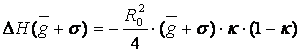 ΔH(g̅ + σ) = − R₀²/4 · (g̅ + σ) · κ · (1 − κ)